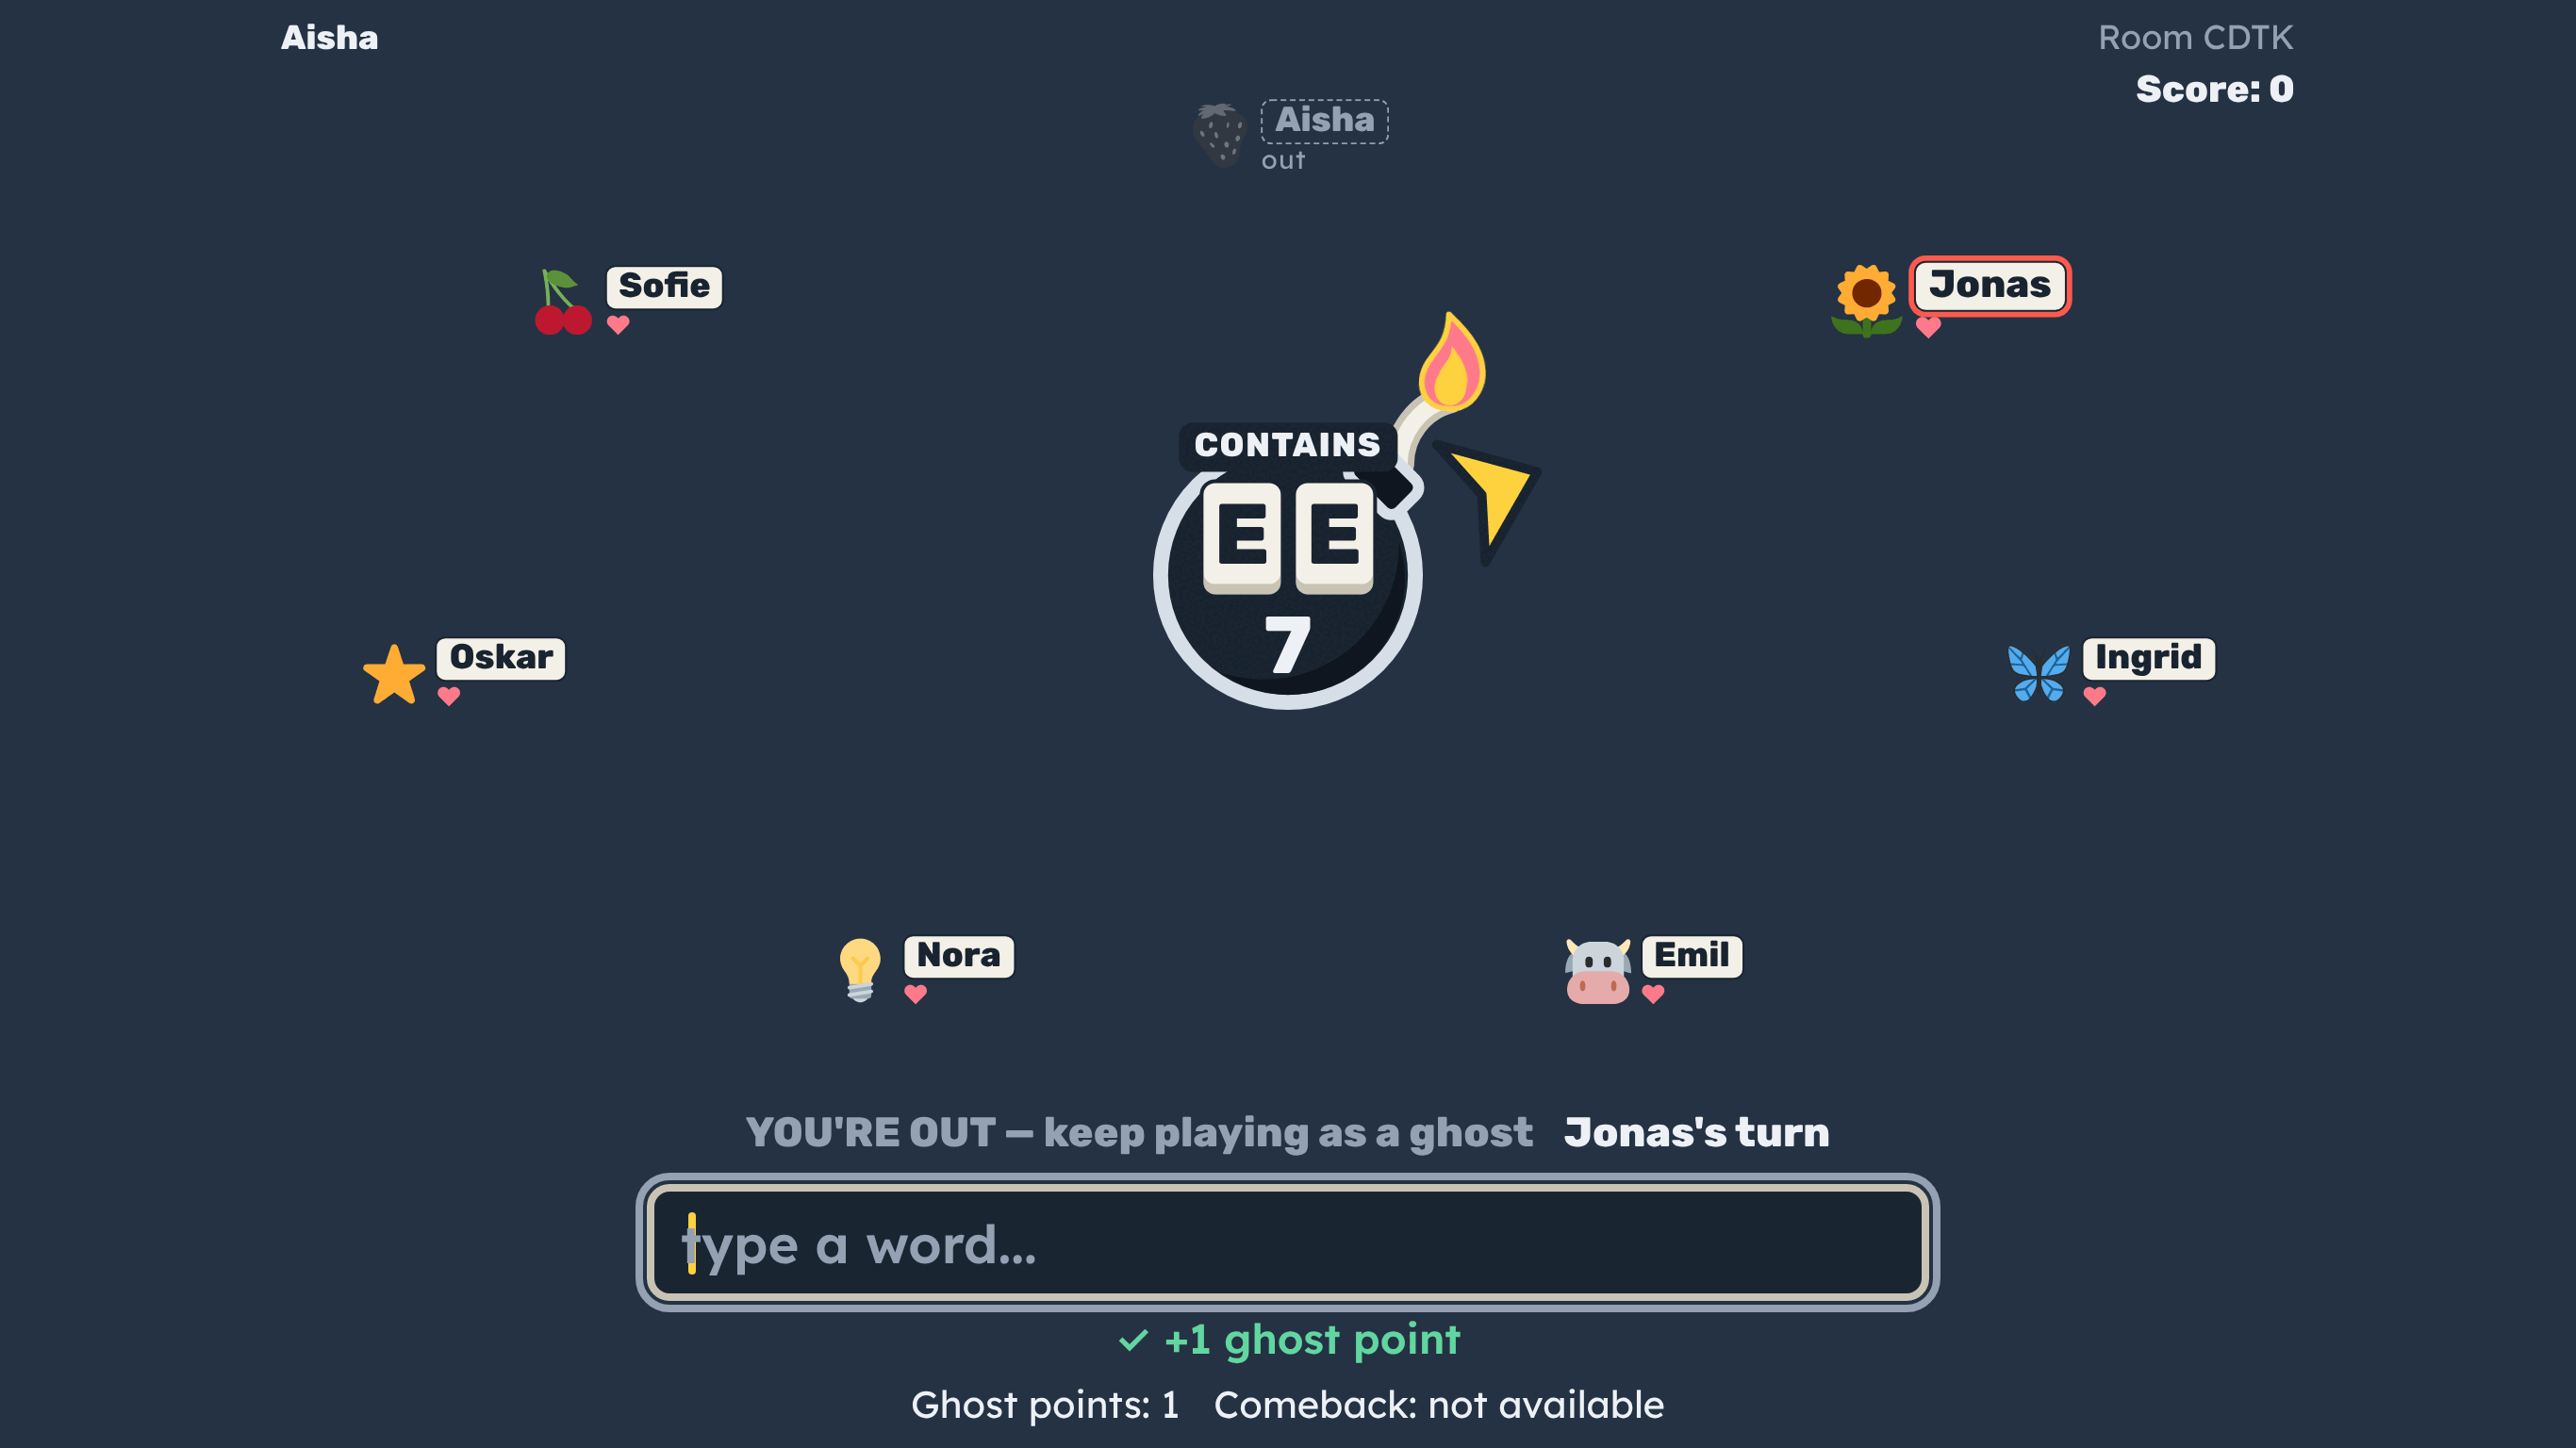 Aisha
Room CDTK
Score: 0
Aisha
out
Sofie
Jonas
CONTAINS
EE
7
Oskar
Ingrid
Nora
Emil
YOU'RE OUT — keep playing as a ghost Jonas's turn
type a word...
✓ +1 ghost point
Ghost points: 1 Comeback: not available